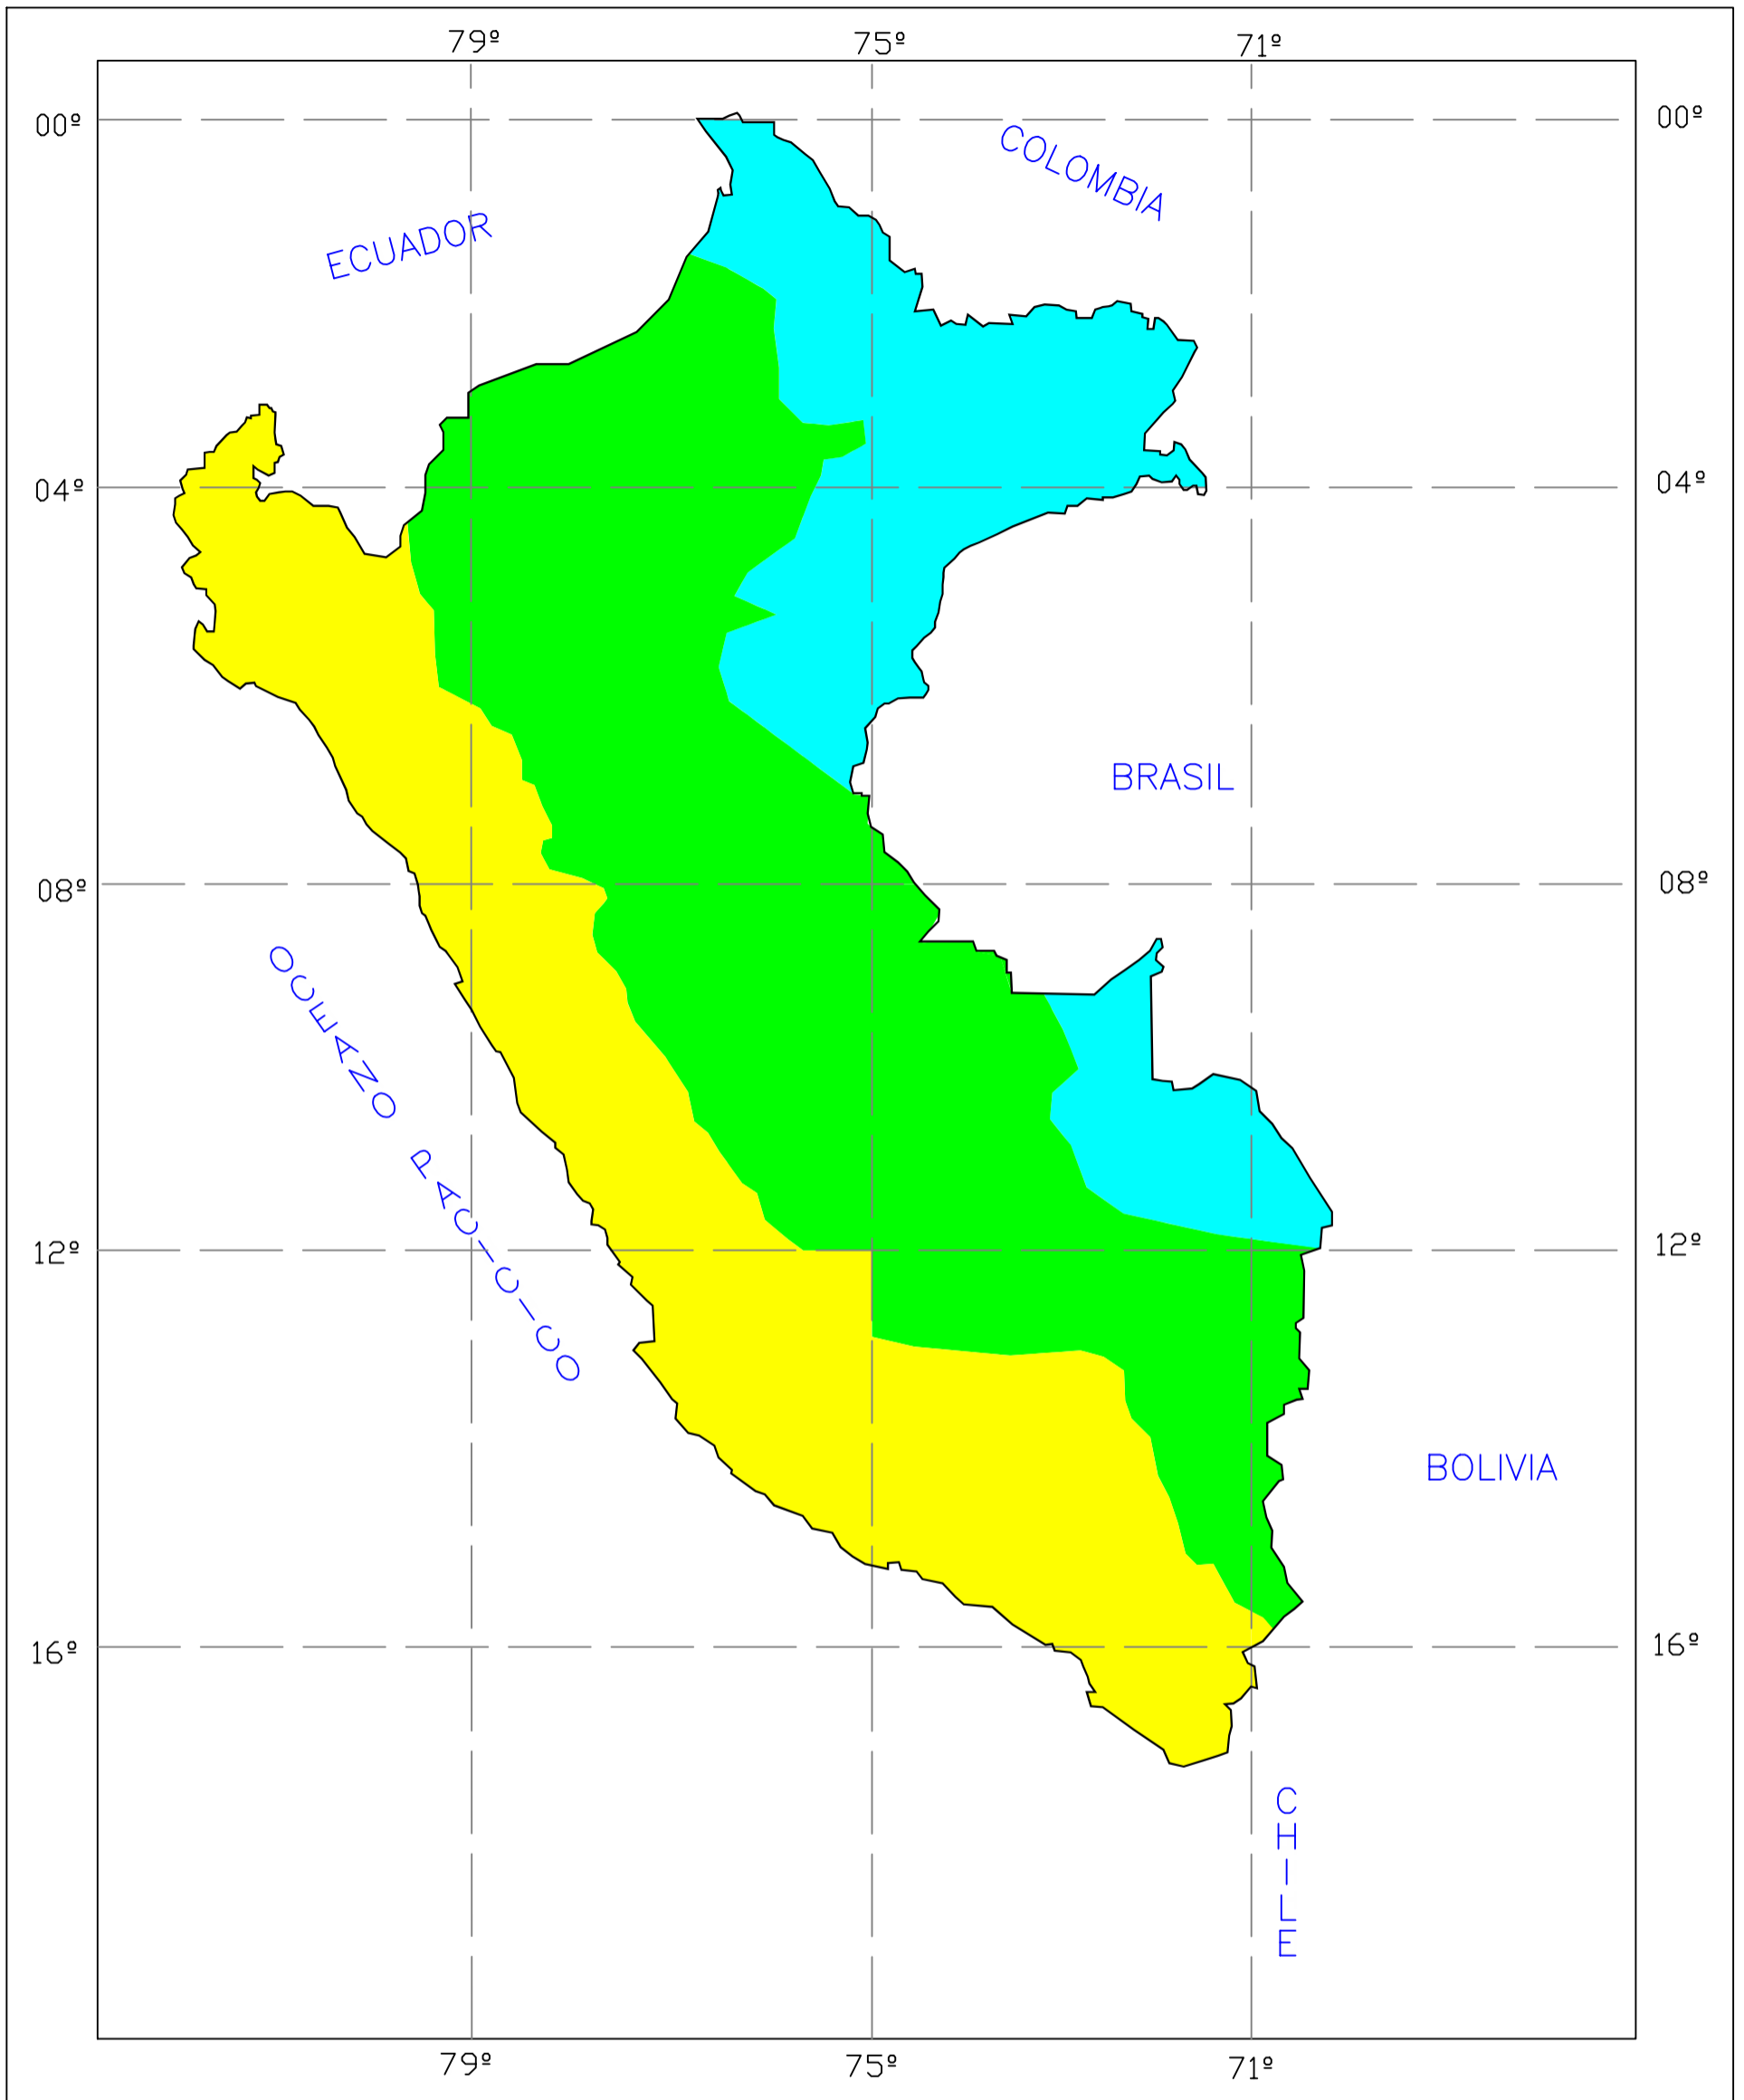 79º 75º 71º
00º 00º
COLOMBIA
ECUADOR
04º 04º
BRASIL
08º 08º
OCEANO PACICICO
12º 12º
BOLIVIA
16º 16º
CHILE
79º 75º 71º